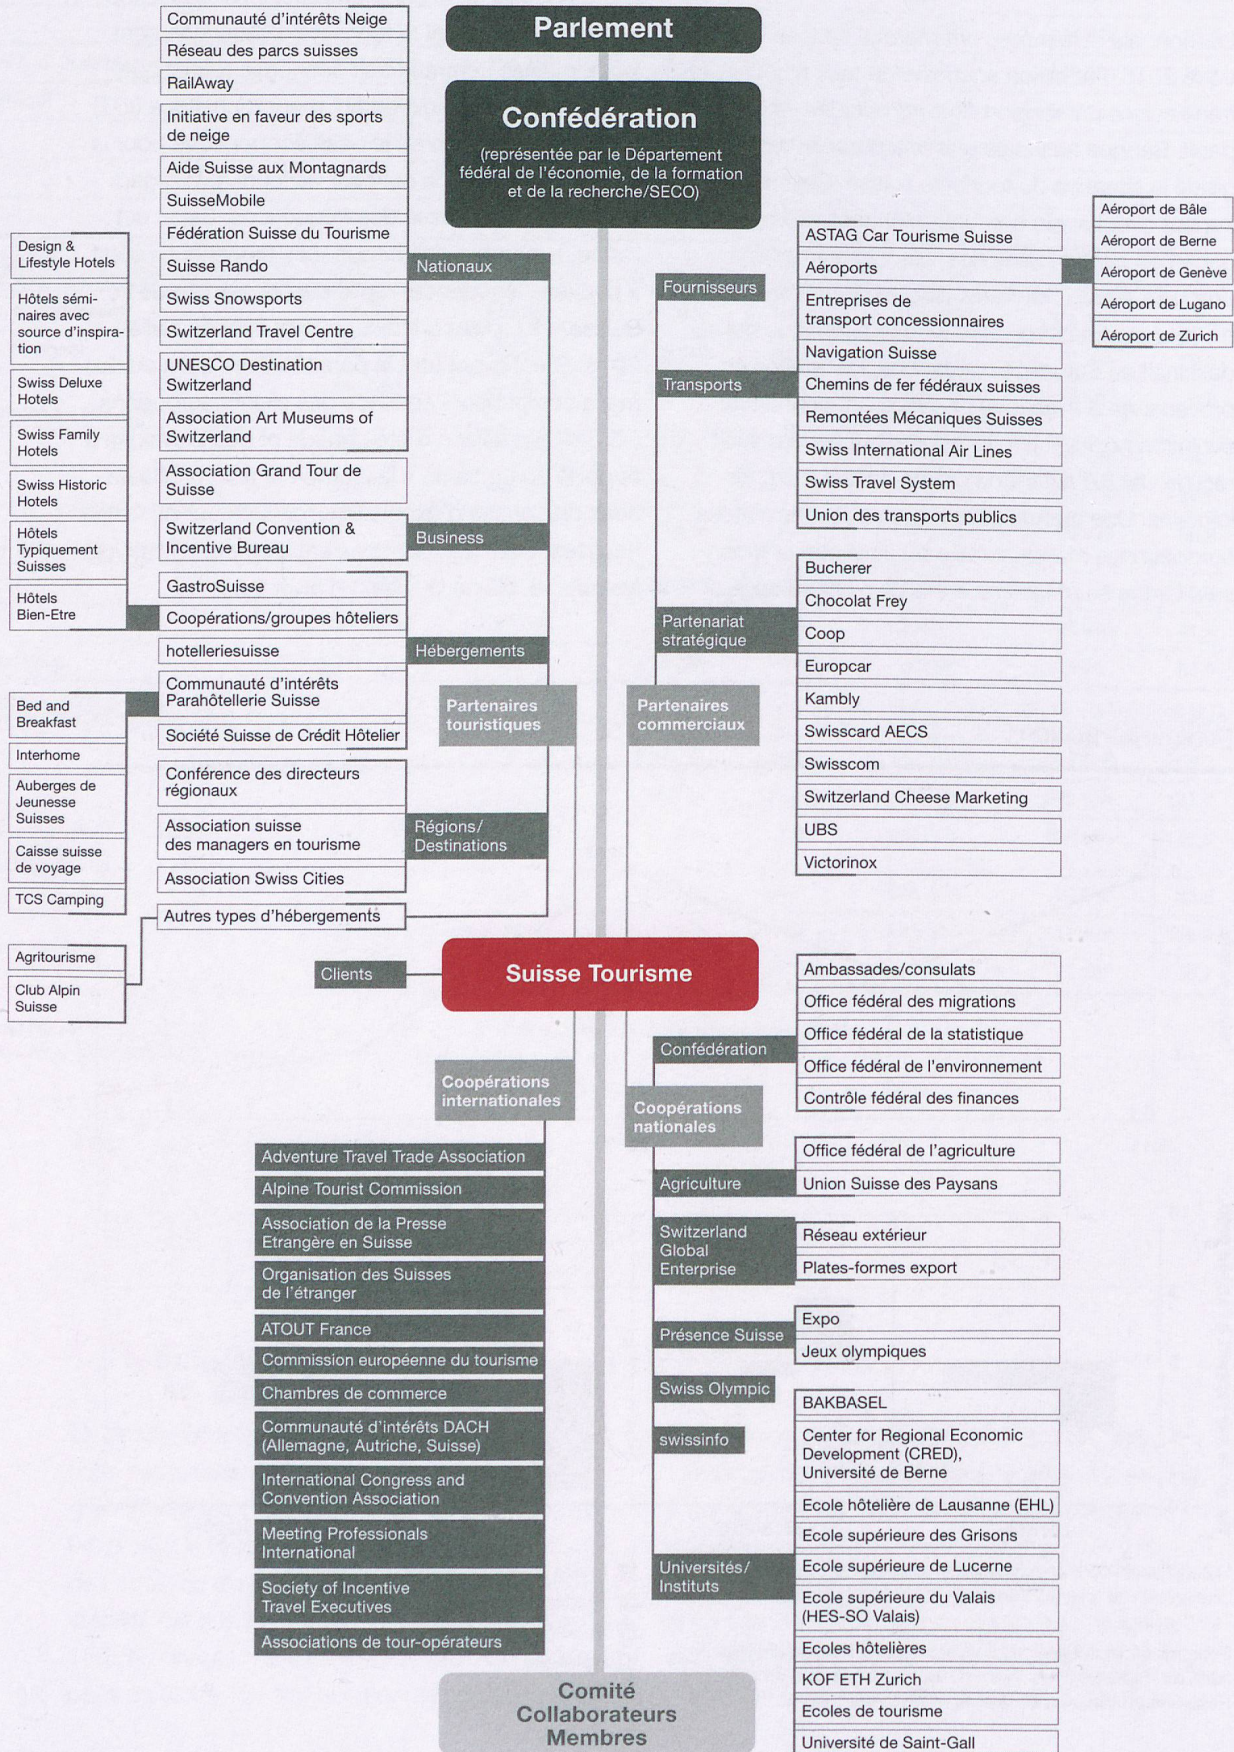 Parlement
Confédération
(représentée par le Département
fédéral de l'économie, de la formation
et de la recherche/SECO)
Communauté d'intérêts Neige
Réseau des parcs suisses
RailAway
Initiative en faveur des sports
de neige
Aide Suisse aux Montagnards
SuisseMobile
Fédération Suisse du Tourisme
Suisse Rando
Swiss Snowsports
Switzerland Travel Centre
UNESCO Destination
Switzerland
Association Art Museums of
Switzerland
Association Grand Tour de
Suisse
Nationaux
Switzerland Convention &
Incentive Bureau
Business
GastroSuisse
Coopérations/groupes hôteliers
hotelleriesuisse
Communauté d'intérêts
Parahôtellerie Suisse
Société Suisse de Crédit Hôtelier
Hébergements
Design &
Lifestyle Hotels
Hôtels sémi-
naires avec
source d'inspira-
tion
Swiss Deluxe
Hotels
Swiss Family
Hotels
Swiss Historic
Hotels
Hôtels
Typiquement
Suisses
Hôtels
Bien-Etre
Bed and
Breakfast
Interhome
Auberges de
Jeunesse
Suisses
Caisse suisse
de voyage
TCS Camping
Conférence des directeurs
régionaux
Association suisse
des managers en tourisme
Association Swiss Cities
Régions/
Destinations
Autres types d'hébergements
Agritourisme
Club Alpin
Suisse
Partenaires
touristiques
Partenaires
commerciaux
Fournisseurs
Transports
ASTAG Car Tourisme Suisse
Aéroports
Entreprises de
transport concessionnaires
Navigation Suisse
Chemins de fer fédéraux suisses
Remontées Mécaniques Suisses
Swiss International Air Lines
Swiss Travel System
Union des transports publics
Aéroport de Bâle
Aéroport de Berne
Aéroport de Genève
Aéroport de Lugano
Aéroport de Zurich
Partenariat
stratégique
Bucherer
Chocolat Frey
Coop
Europcar
Kambly
Swisscard AECS
Swisscom
Switzerland Cheese Marketing
UBS
Victorinox
Clients
Suisse Tourisme
Coopérations
internationales
Adventure Travel Trade Association
Alpine Tourist Commission
Association de la Presse
Etrangère en Suisse
Organisation des Suisses
de l'étranger
ATOUT France
Commission européenne du tourisme
Chambres de commerce
Communauté d'intérêts DACH
(Allemagne, Autriche, Suisse)
International Congress and
Convention Association
Meeting Professionals
International
Society of Incentive
Travel Executives
Associations de tour-opérateurs
Coopérations
nationales
Confédération
Ambassades/consulats
Office fédéral des migrations
Office fédéral de la statistique
Office fédéral de l'environnement
Contrôle fédéral des finances
Agriculture
Office fédéral de l'agriculture
Union Suisse des Paysans
Switzerland
Global
Enterprise
Réseau extérieur
Plates-formes export
Présence Suisse
Expo
Jeux olympiques
Swiss Olympic
swissinfo
Universités/
Instituts
BAKBASEL
Center for Regional Economic
Development (CRED),
Université de Berne
Ecole hôtelière de Lausanne (EHL)
Ecole supérieure des Grisons
Ecole supérieure de Lucerne
Ecole supérieure du Valais
(HES-SO Valais)
Ecoles hôtelières
KOF ETH Zurich
Ecoles de tourisme
Université de Saint-Gall
Comité
Collaborateurs
Membres